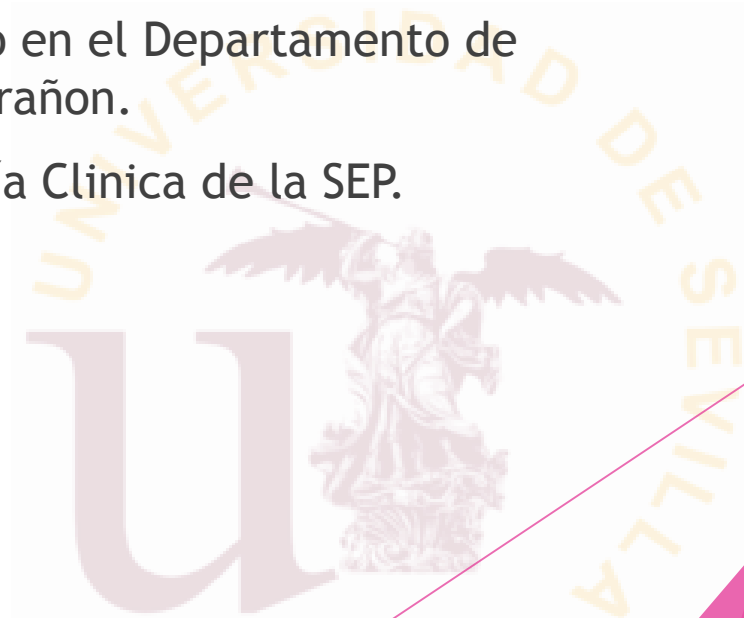 o en el Departamento de
rañon.
ía Clinica de la SEP.
UNIVERSIDAD DE SEVILLA
u